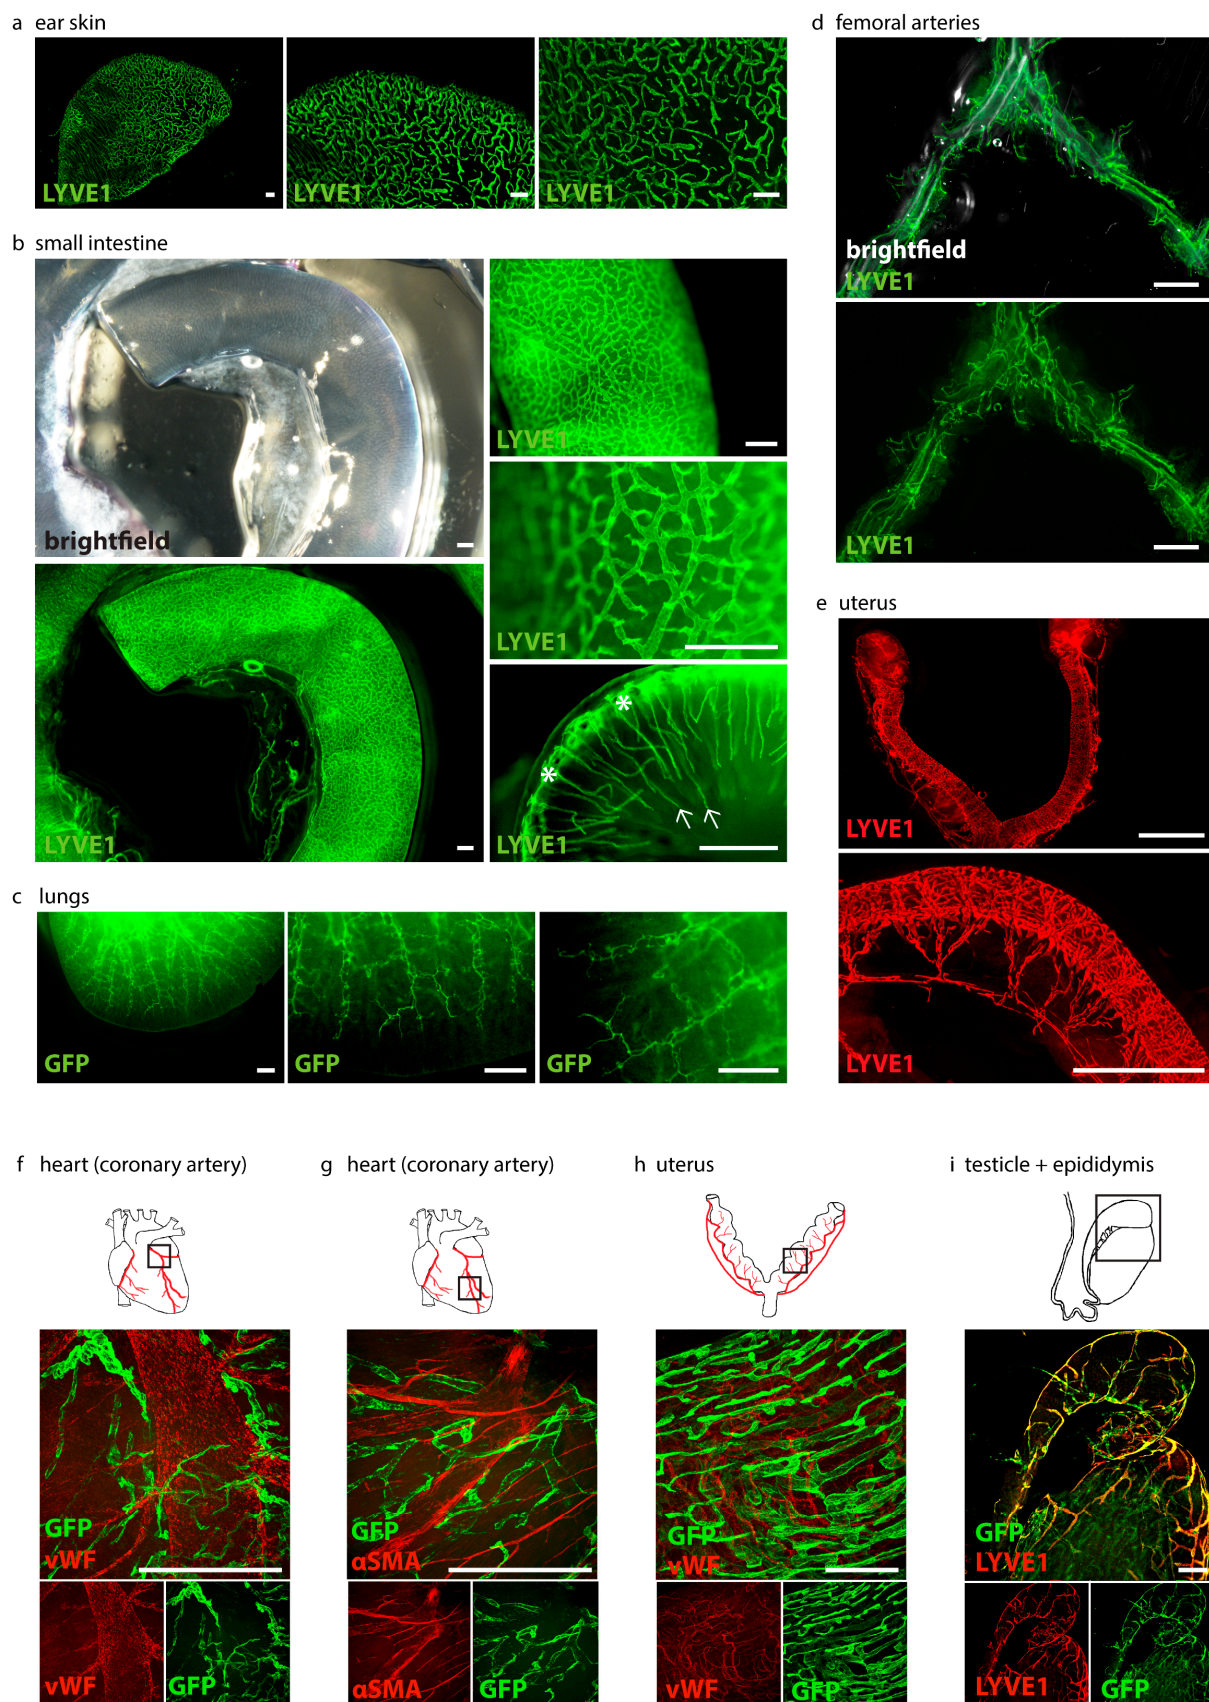 a ear skin
LYVE1
LYVE1
LYVE1
b small intestine
brightfield
LYVE1
LYVE1
LYVE1
*
*
LYVE1
c lungs
GFP
GFP
GFP
d femoral arteries
brightfield
LYVE1
LYVE1
e uterus
LYVE1
LYVE1
f heart (coronary artery)
GFP
vWF
vWF
GFP
g heart (coronary artery)
GFP
αSMA
αSMA
GFP
h uterus
GFP
vWF
vWF
GFP
i testicle + epididymis
GFP
LYVE1
LYVE1
GFP